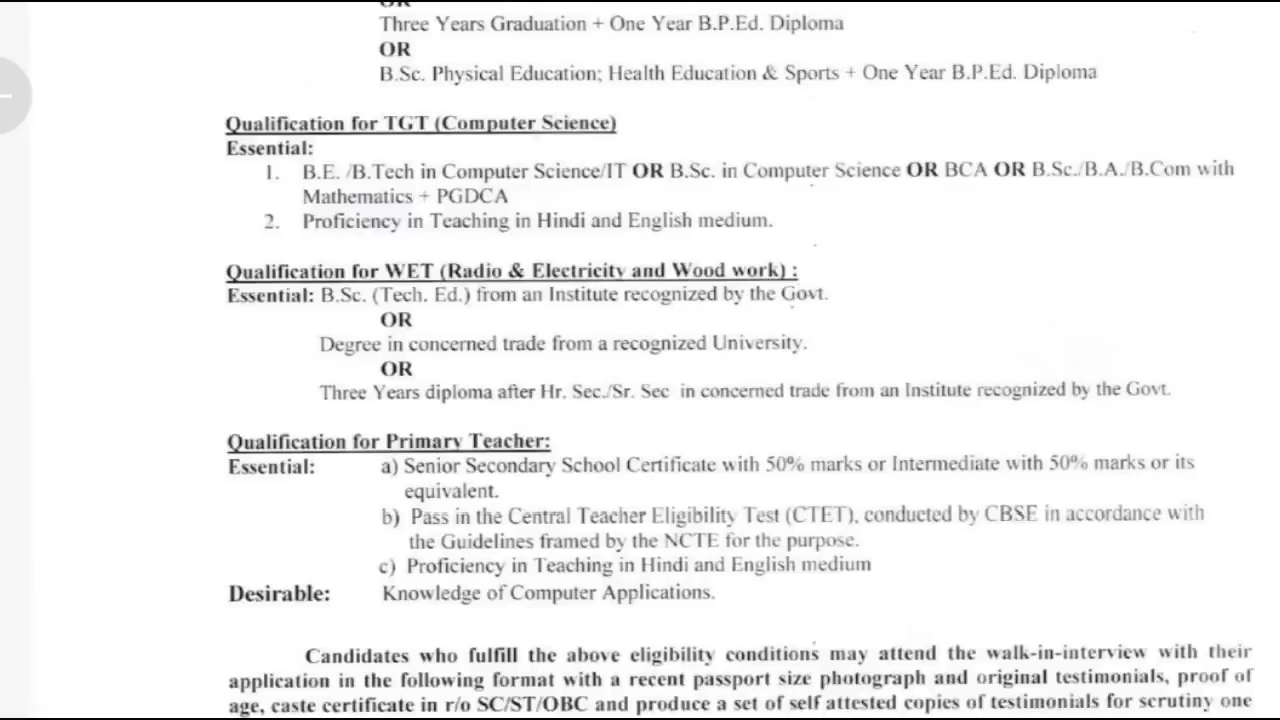 OR
Three Years Graduation + One Year B.P.Ed. Diploma
OR
B.Sc. Physical Education; Health Education & Sports + One Year B.P.Ed. Diploma
Qualification for TGT (Computer Science)
Essential:
1. B.E. /B.Tech in Computer Science/IT OR B.Sc. in Computer Science OR BCA OR B.Sc./B.A./B.Com with
Mathematics + PGDCA
2. Proficiency in Teaching in Hindi and English medium.
Qualification for WET (Radio & Electricity and Wood work) :
Essential: B.Sc. (Tech. Ed.) from an Institute recognized by the Govt.
OR
Degree in concerned trade from a recognized University.
OR
Three Years diploma after Hr. Sec./Sr. Sec in concerned trade from an Institute recognized by the Govt.
Qualification for Primary Teacher:
Essential: a) Senior Secondary School Certificate with 50% marks or Intermediate with 50% marks or its
equivalent.
b) Pass in the Central Teacher Eligibility Test (CTET), conducted by CBSE in accordance with
the Guidelines framed by the NCTE for the purpose.
c) Proficiency in Teaching in Hindi and English medium
Desirable: Knowledge of Computer Applications.
Candidates who fulfill the above eligibility conditions may attend the walk-in-interview with their
application in the following format with a recent passport size photograph and original testimonials, proof of
age, caste certificate in r/o SC/ST/OBC and produce a set of self attested copies of testimonials for scrutiny one